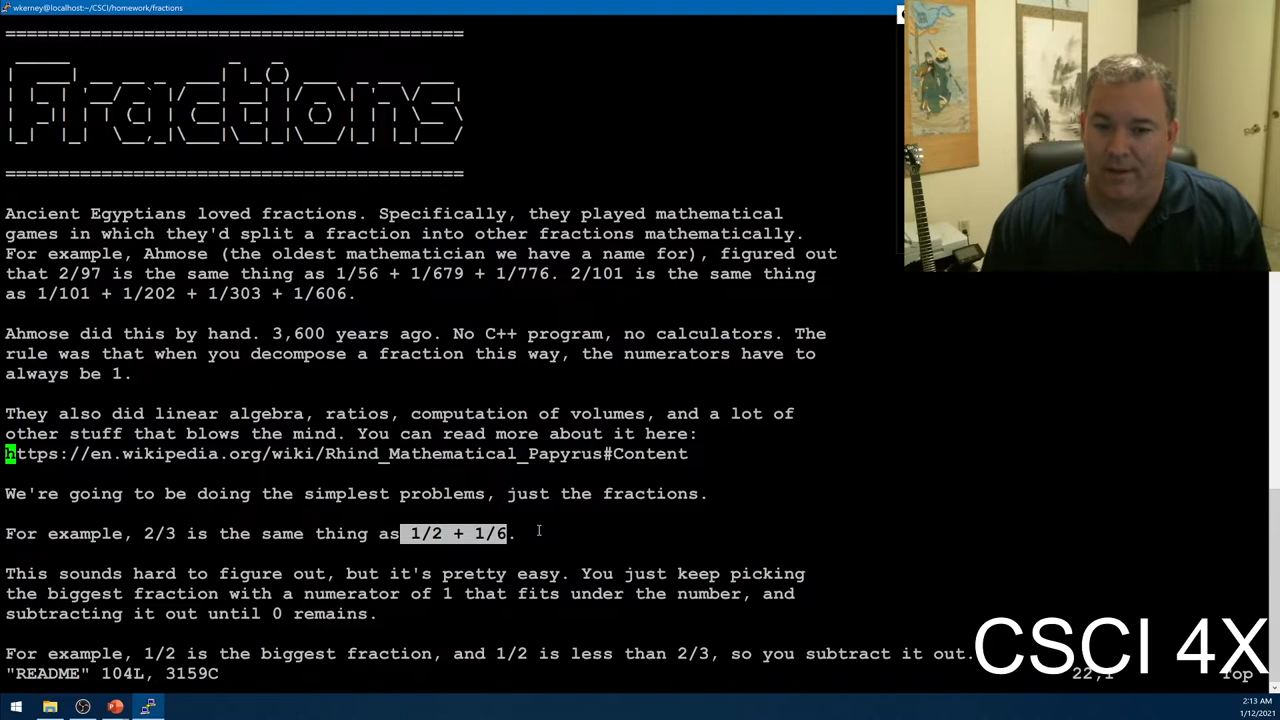 wkerney@localhost:~/CSCI/homework/fractions
===========================================
Fractions
===========================================
Ancient Egyptians loved fractions. Specifically, they played mathematical
games in which they'd split a fraction into other fractions mathematically.
For example, Ahmose (the oldest mathematician we have a name for), figured out
that 2/97 is the same thing as 1/56 + 1/679 + 1/776. 2/101 is the same thing
as 1/101 + 1/202 + 1/303 + 1/606.
Ahmose did this by hand. 3,600 years ago. No C++ program, no calculators. The
rule was that when you decompose a fraction this way, the numerators have to
always be 1.
They also did linear algebra, ratios, computation of volumes, and a lot of
other stuff that blows the mind. You can read more about it here:
https://en.wikipedia.org/wiki/Rhind_Mathematical_Papyrus#Content
We're going to be doing the simplest problems, just the fractions.
For example, 2/3 is the same thing as 1/2 + 1/6.
This sounds hard to figure out, but it's pretty easy. You just keep picking
the biggest fraction with a numerator of 1 that fits under the number, and
subtracting it out until 0 remains.
For example, 1/2 is the biggest fraction, and 1/2 is less than 2/3, so you subtract it out.
"README" 104L, 3159C
22,1
Top
CSCI 4X
2:13 AM
1/12/2021